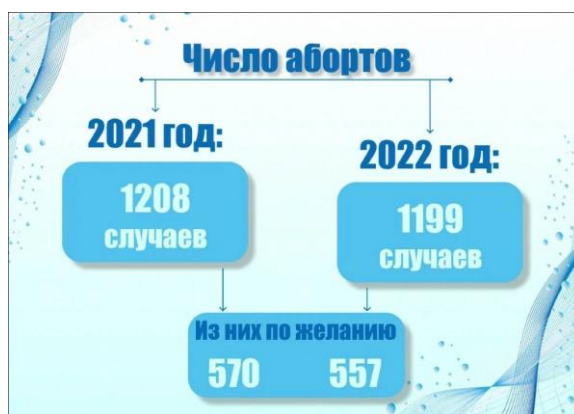 Число абортов
2021 год:
2022 год:
1208
случаев
1199
случаев
Из них по желанию
570 557